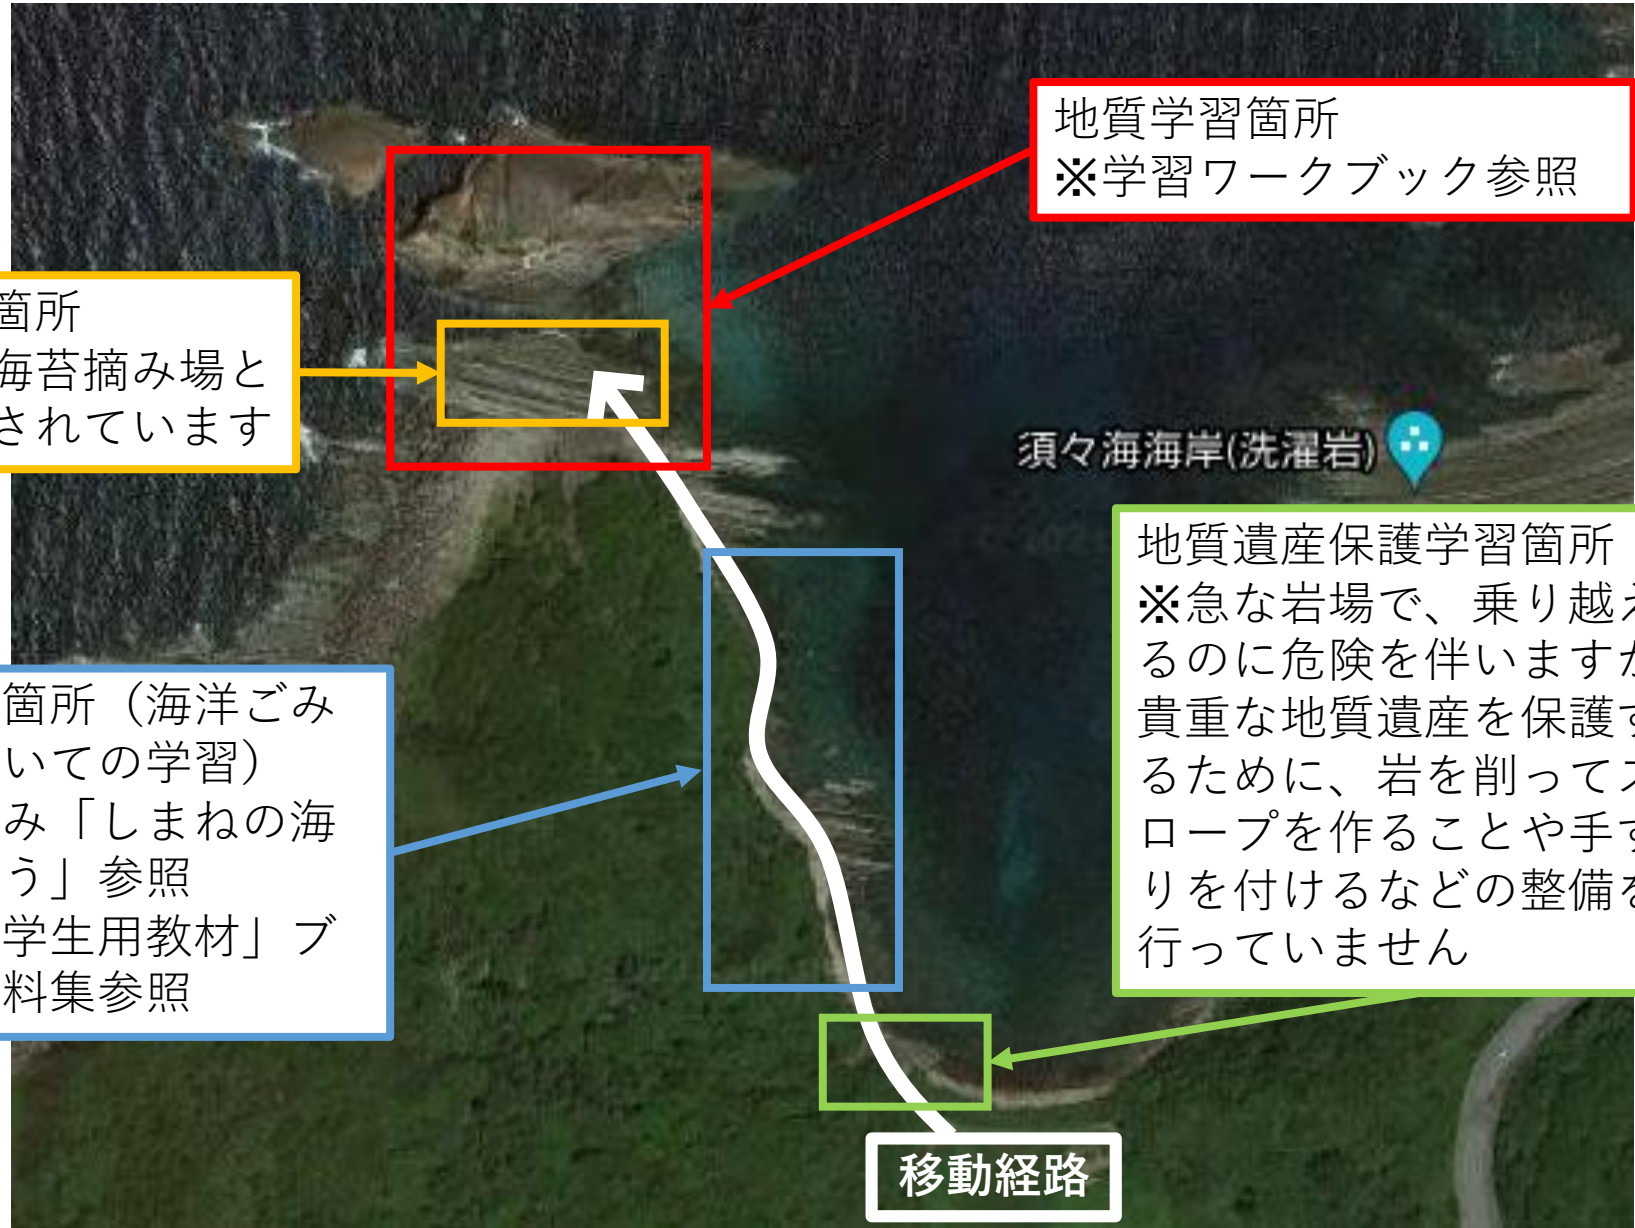 地質学習箇所
※学習ワークブック参照
箇所
海苔摘み場と
されています
須々海海岸(洗濯岩)
地質遺産保護学習箇所
※急な岩場で、乗り越え
るのに危険を伴いますが
貴重な地質遺産を保護す
るために、岩を削ってス
ロープを作ることや手す
りを付けるなどの整備を
行っていません
箇所（海洋ごみ
いての学習）
み「しまねの海
う」参照
学生用教材」ブ
料集参照
移動経路